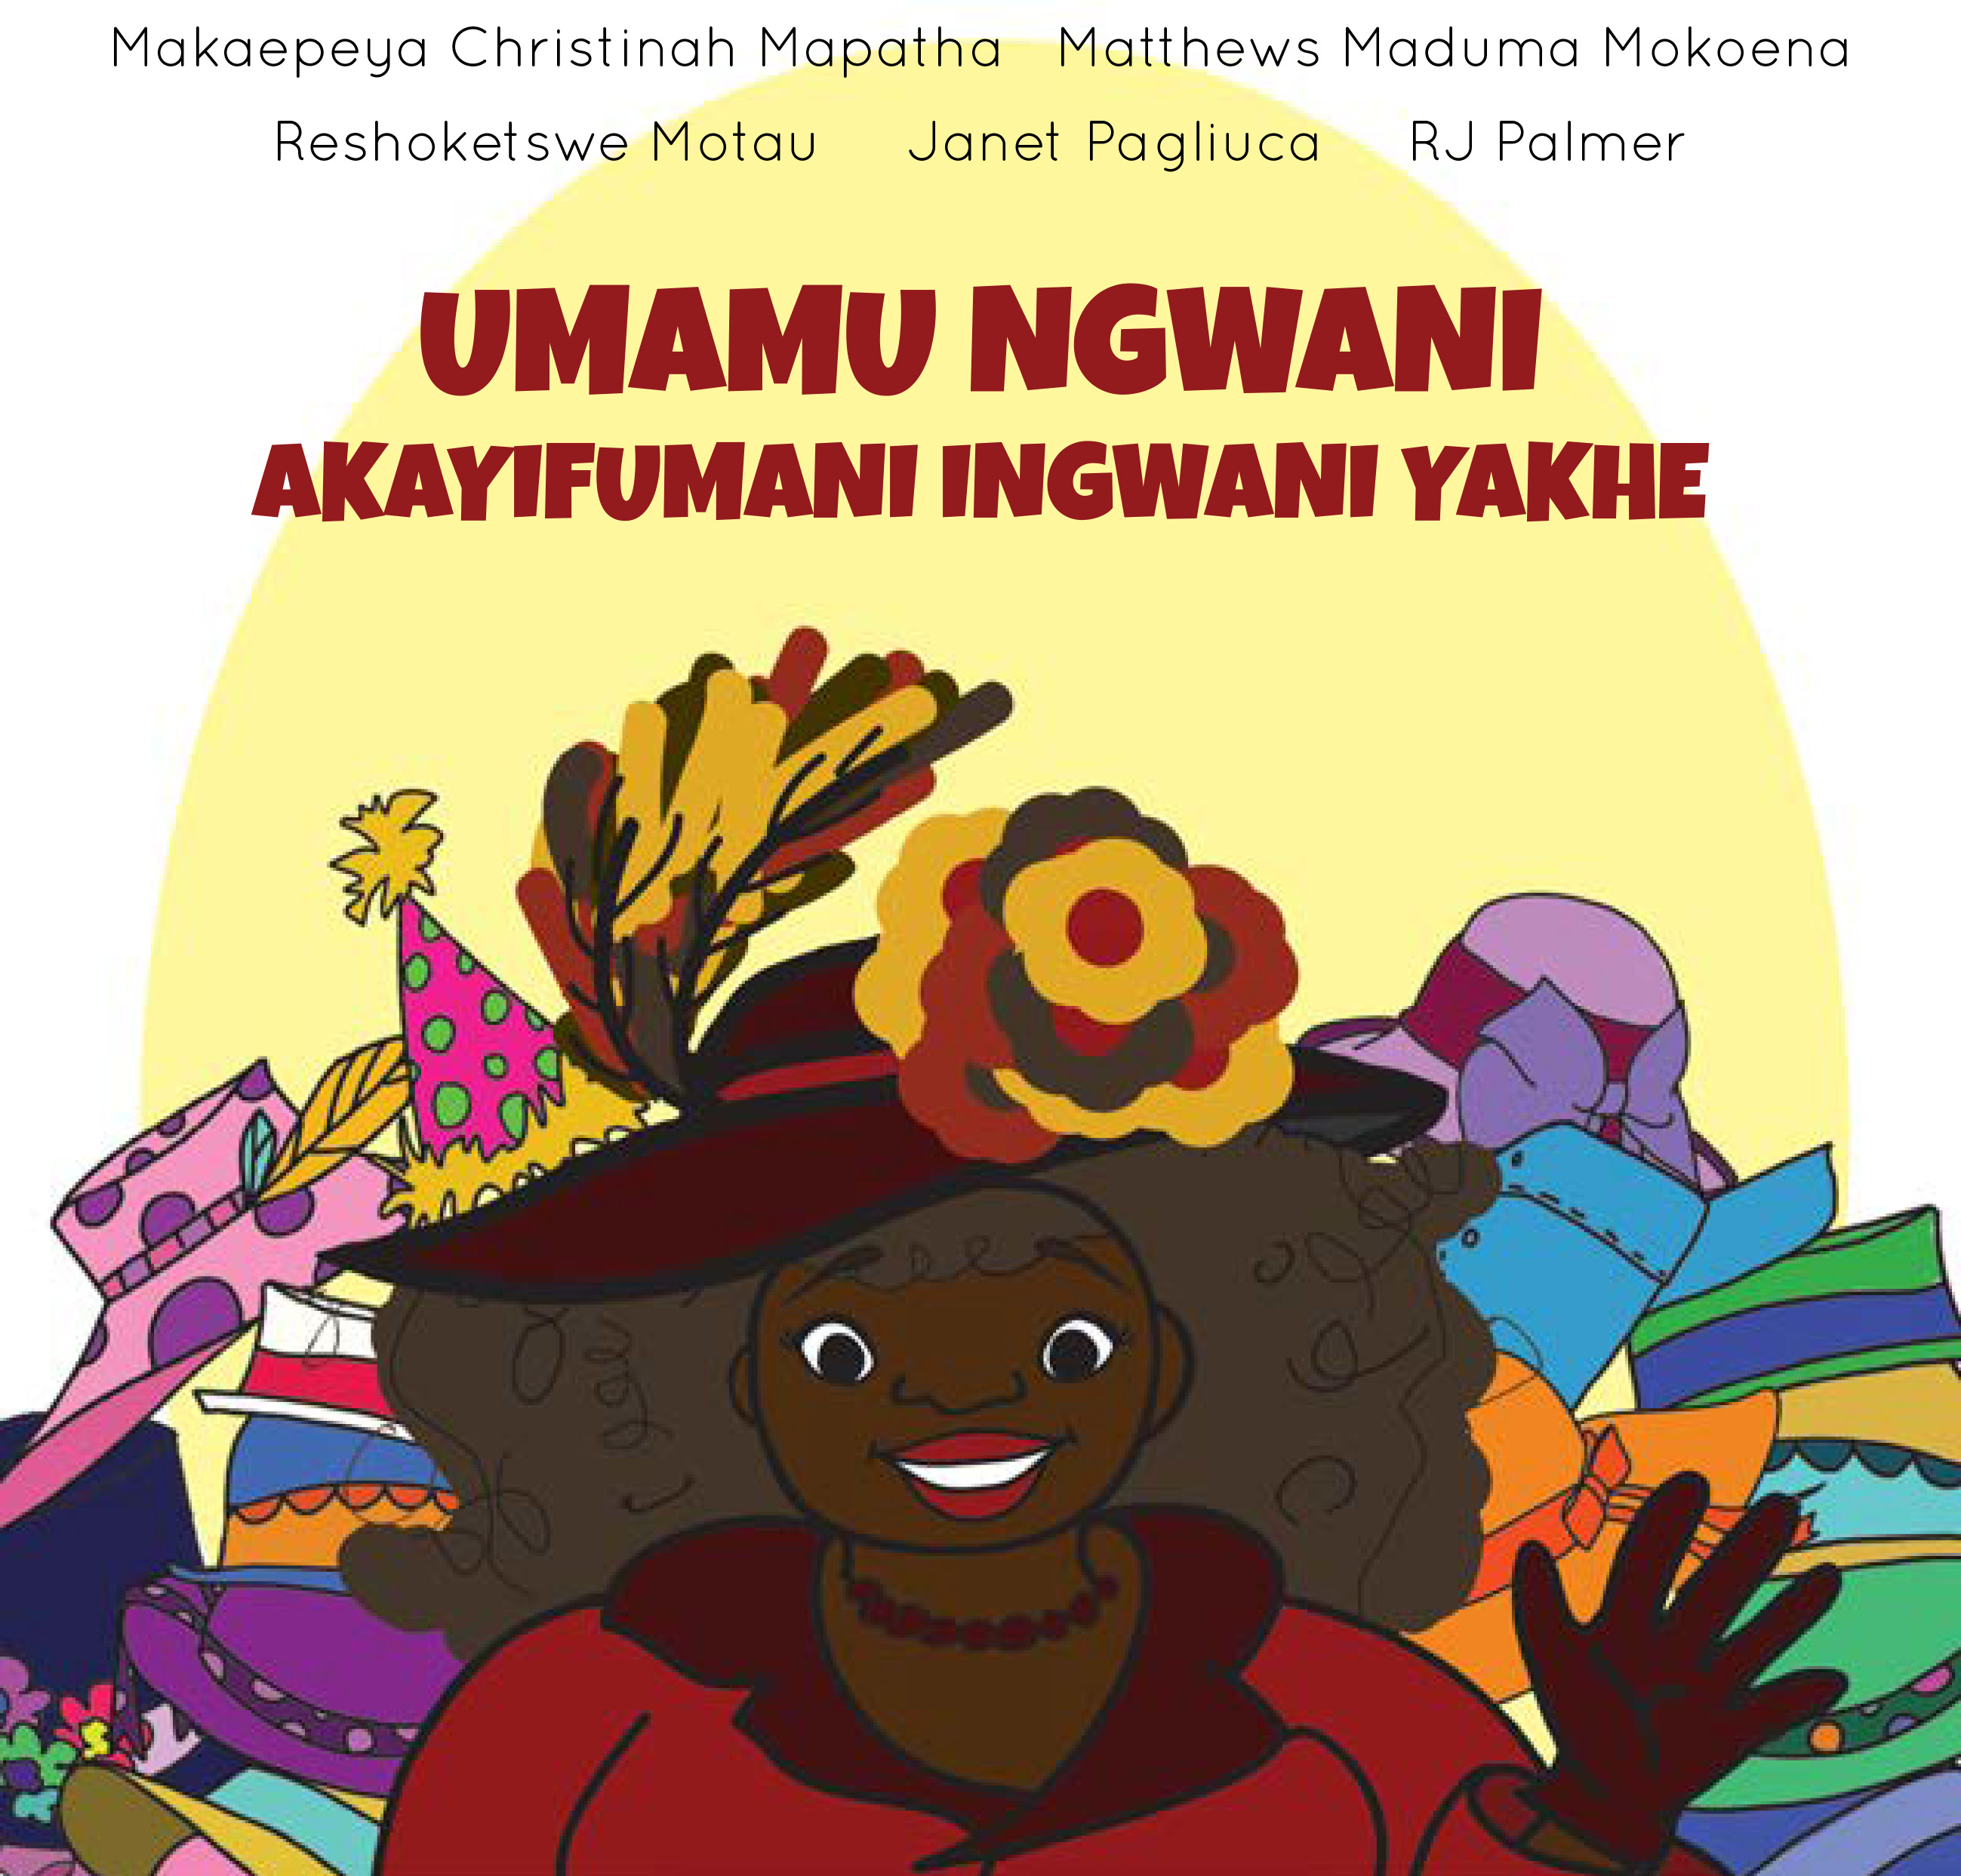 Makaepeya Christinah Mapatha Matthews Maduma Mokoena
Reshoketswe Motau Janet Pagliuca RJ Palmer
UMAMU NGWANI
AKAYIFUMANI INGWANI YAKHE